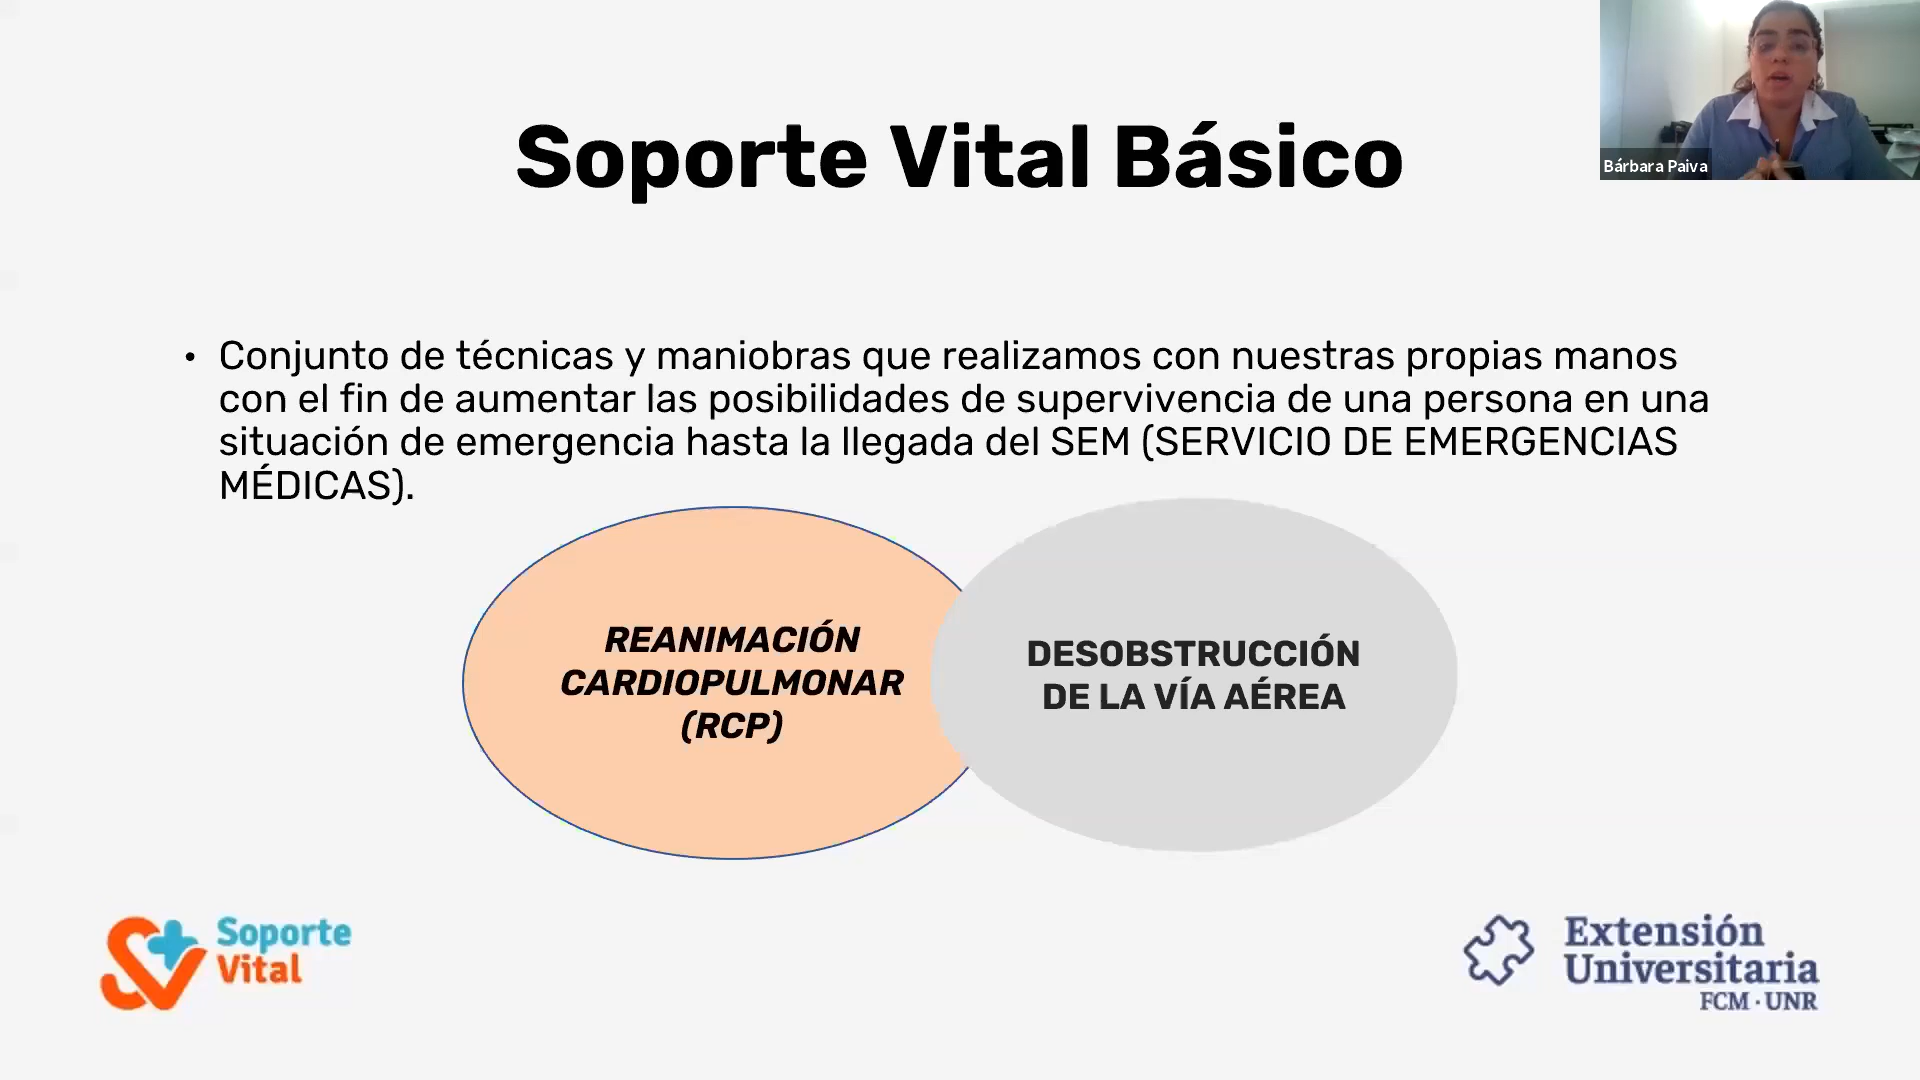 Soporte Vital Básico
Bárbara Paiva
• Conjunto de técnicas y maniobras que realizamos con nuestras propias manos
con el fin de aumentar las posibilidades de supervivencia de una persona en una
situación de emergencia hasta la llegada del SEM (SERVICIO DE EMERGENCIAS
MÉDICAS).
REANIMACIÓN
CARDIOPULMONAR
(RCP)
DESOBSTRUCCIÓN
DE LA VÍA AÉREA
Soporte
Vital
Extensión
Universitaria
FCM · UNR